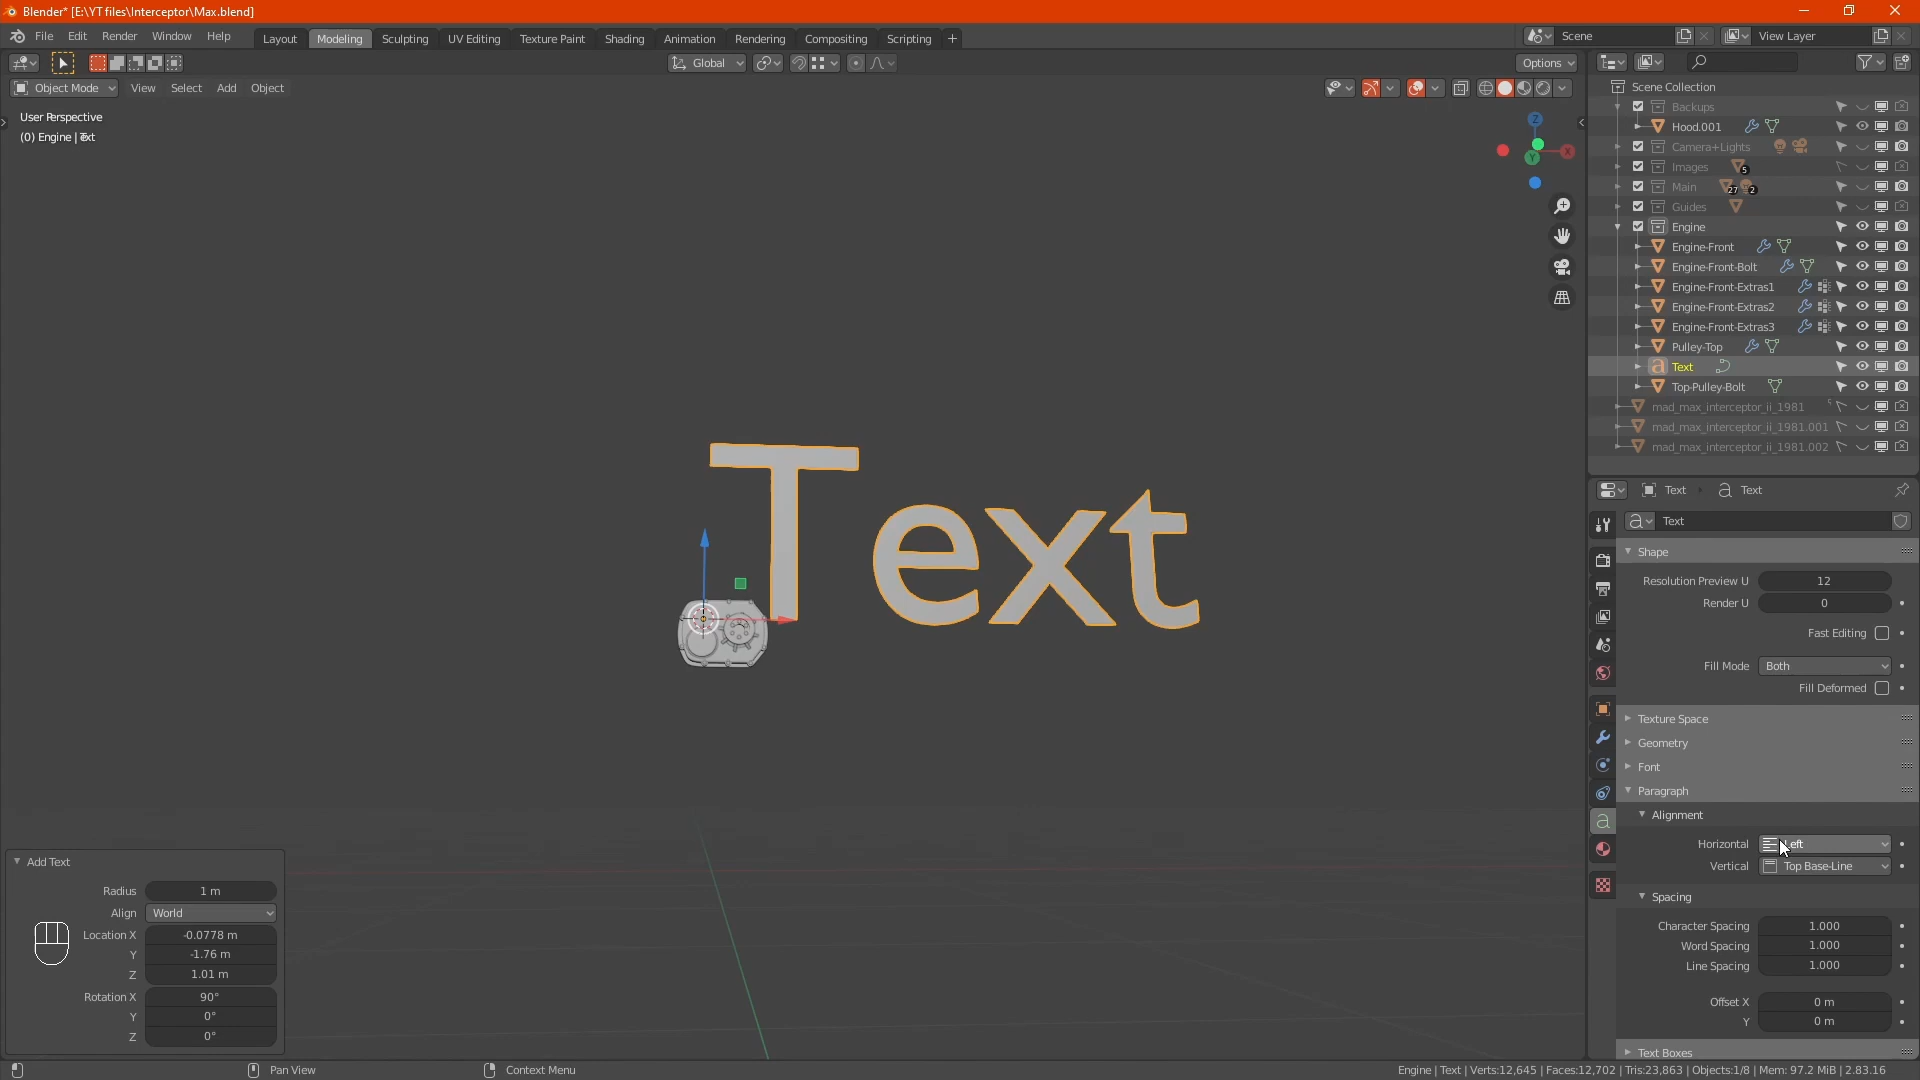 Blender* [E:\YT files\Interceptor\Max.blend]
File Edit Render Window Help Layout Modeling Sculpting UV Editing Texture Paint Shading Animation Rendering Compositing Scripting + Scene View Layer
Global Options
Object Mode View Select Add Object
User Perspective
(0) Engine | Text
Z
X
Y
Scene Collection
Backups
Hood.001
Camera+Lights
Images 5
Main 27 2
Guides
Engine
Engine-Front
Engine-Front-Bolt
Engine-Front-Extras1
Engine-Front-Extras2
Engine-Front-Extras3
Pulley-Top
Text
Top-Pulley-Bolt
mad_max_interceptor_ii_1981
mad_max_interceptor_ii_1981.001
mad_max_interceptor_ii_1981.002
Text
Text Text
Text
Shape
Resolution Preview U 12
Render U 0
Fast Editing
Fill Mode Both
Fill Deformed
Texture Space
Geometry
Font
Paragraph
Alignment
Horizontal Left
Vertical Top Base-Line
Spacing
Character Spacing 1.000
Word Spacing 1.000
Line Spacing 1.000
Offset X 0 m
Y 0 m
Text Boxes
Add Text
Radius 1 m
Align World
Location X -0.0778 m
Y -1.76 m
Z 1.01 m
Rotation X 90°
Y 0°
Z 0°
Pan View Context Menu Engine | Text | Verts:12,645 | Faces:12,702 | Tris:23,863 | Objects:1/8 | Mem: 97.2 MiB | 2.83.16